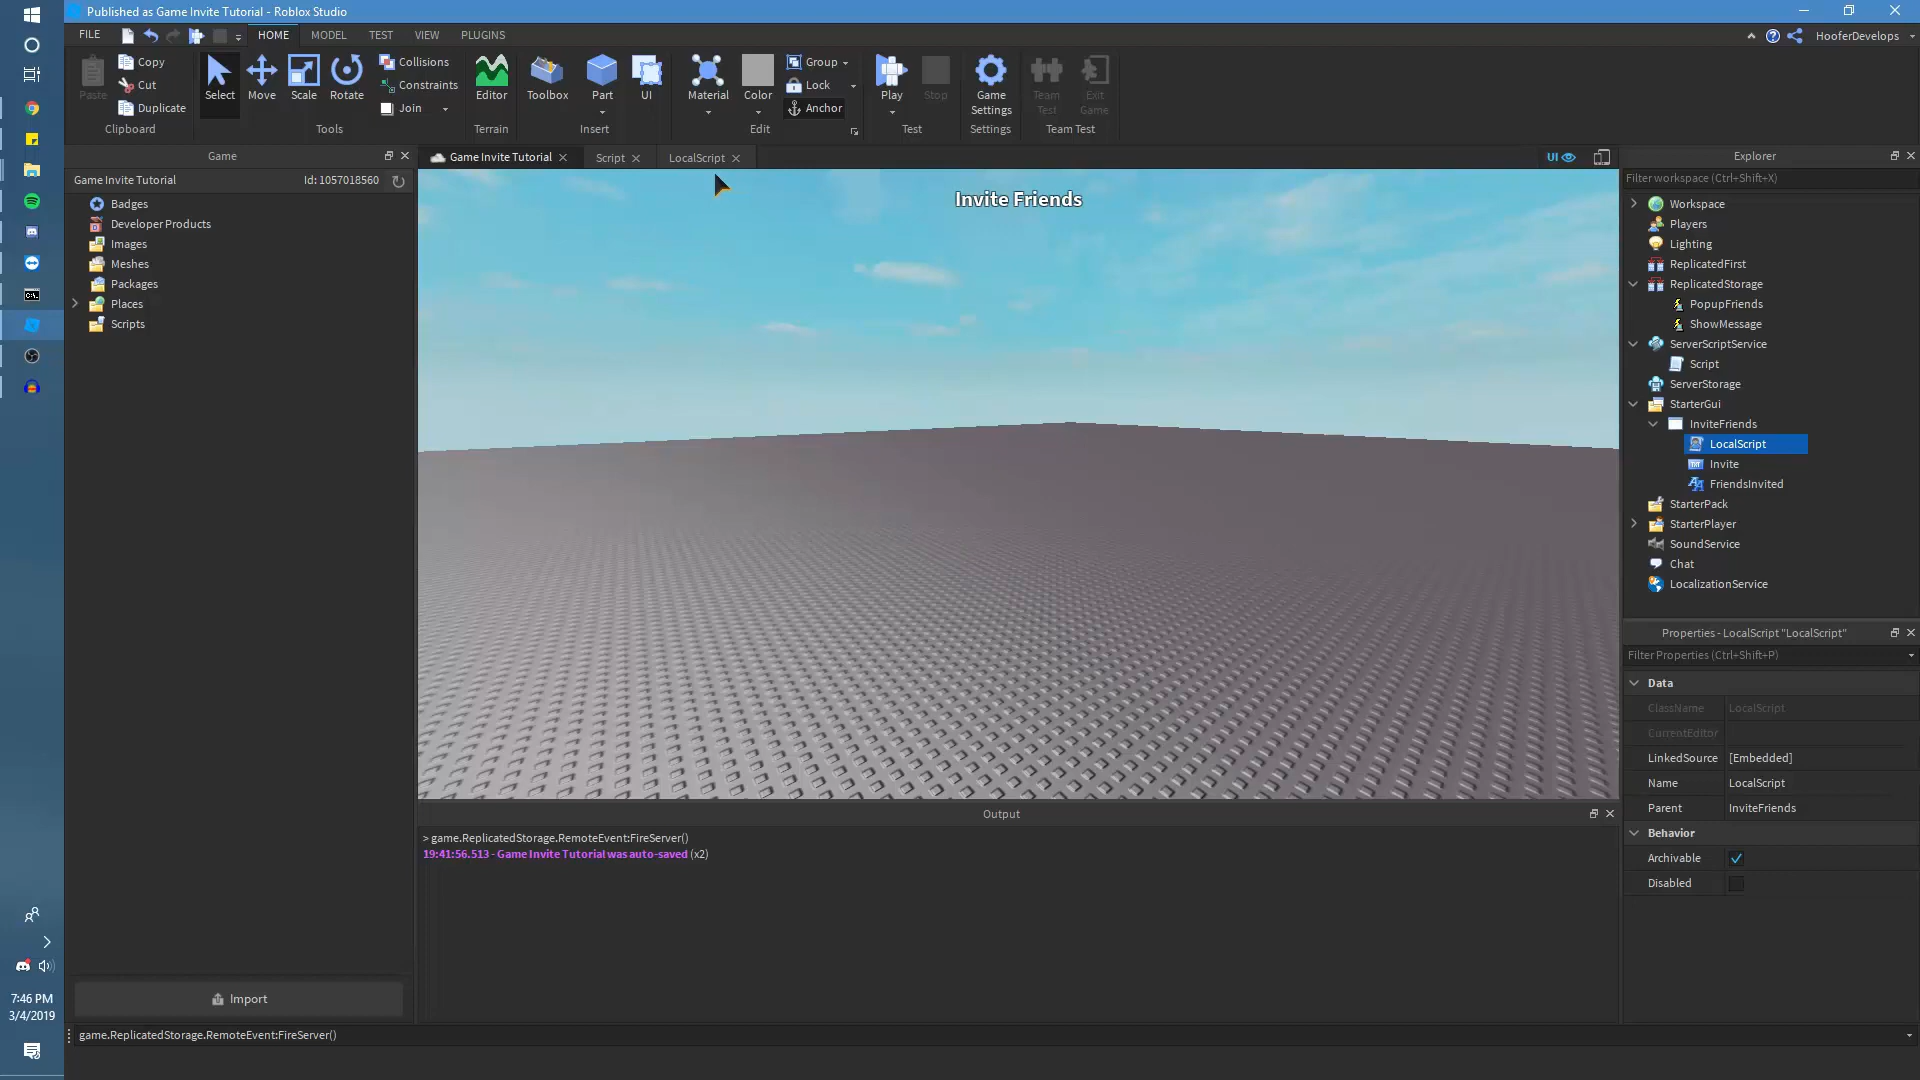 Published as Game Invite Tutorial - Roblox Studio
FILE HOME MODEL TEST VIEW PLUGINS HooferDevelops
Paste Copy Cut Duplicate Clipboard
Select Move Scale Rotate Collisions Constraints Join Tools
Editor Terrain
Toolbox Part UI Insert
Material Color Group Lock Anchor Edit
Play Stop Test
Game Settings Settings
Team Test Exit Game Team Test
Game
Game Invite Tutorial Id: 1057018560
Badges
Developer Products
Images
Meshes
Packages
Places
Scripts
Import
Game Invite Tutorial Script LocalScript UI
Invite Friends
Output
> game.ReplicatedStorage.RemoteEvent:FireServer()
19:41:56.513 - Game Invite Tutorial was auto-saved (x2)
Explorer
Filter workspace (Ctrl+Shift+X)
Workspace
Players
Lighting
ReplicatedFirst
ReplicatedStorage
PopupFriends
ShowMessage
ServerScriptService
Script
ServerStorage
StarterGui
InviteFriends
LocalScript
Invite
FriendsInvited
StarterPack
StarterPlayer
SoundService
Chat
LocalizationService
Properties - LocalScript "LocalScript"
Filter Properties (Ctrl+Shift+P)
Data
ClassName LocalScript
CurrentEditor
LinkedSource [Embedded]
Name LocalScript
Parent InviteFriends
Behavior
Archivable
Disabled
7:46 PM
3/4/2019
game.ReplicatedStorage.RemoteEvent:FireServer()